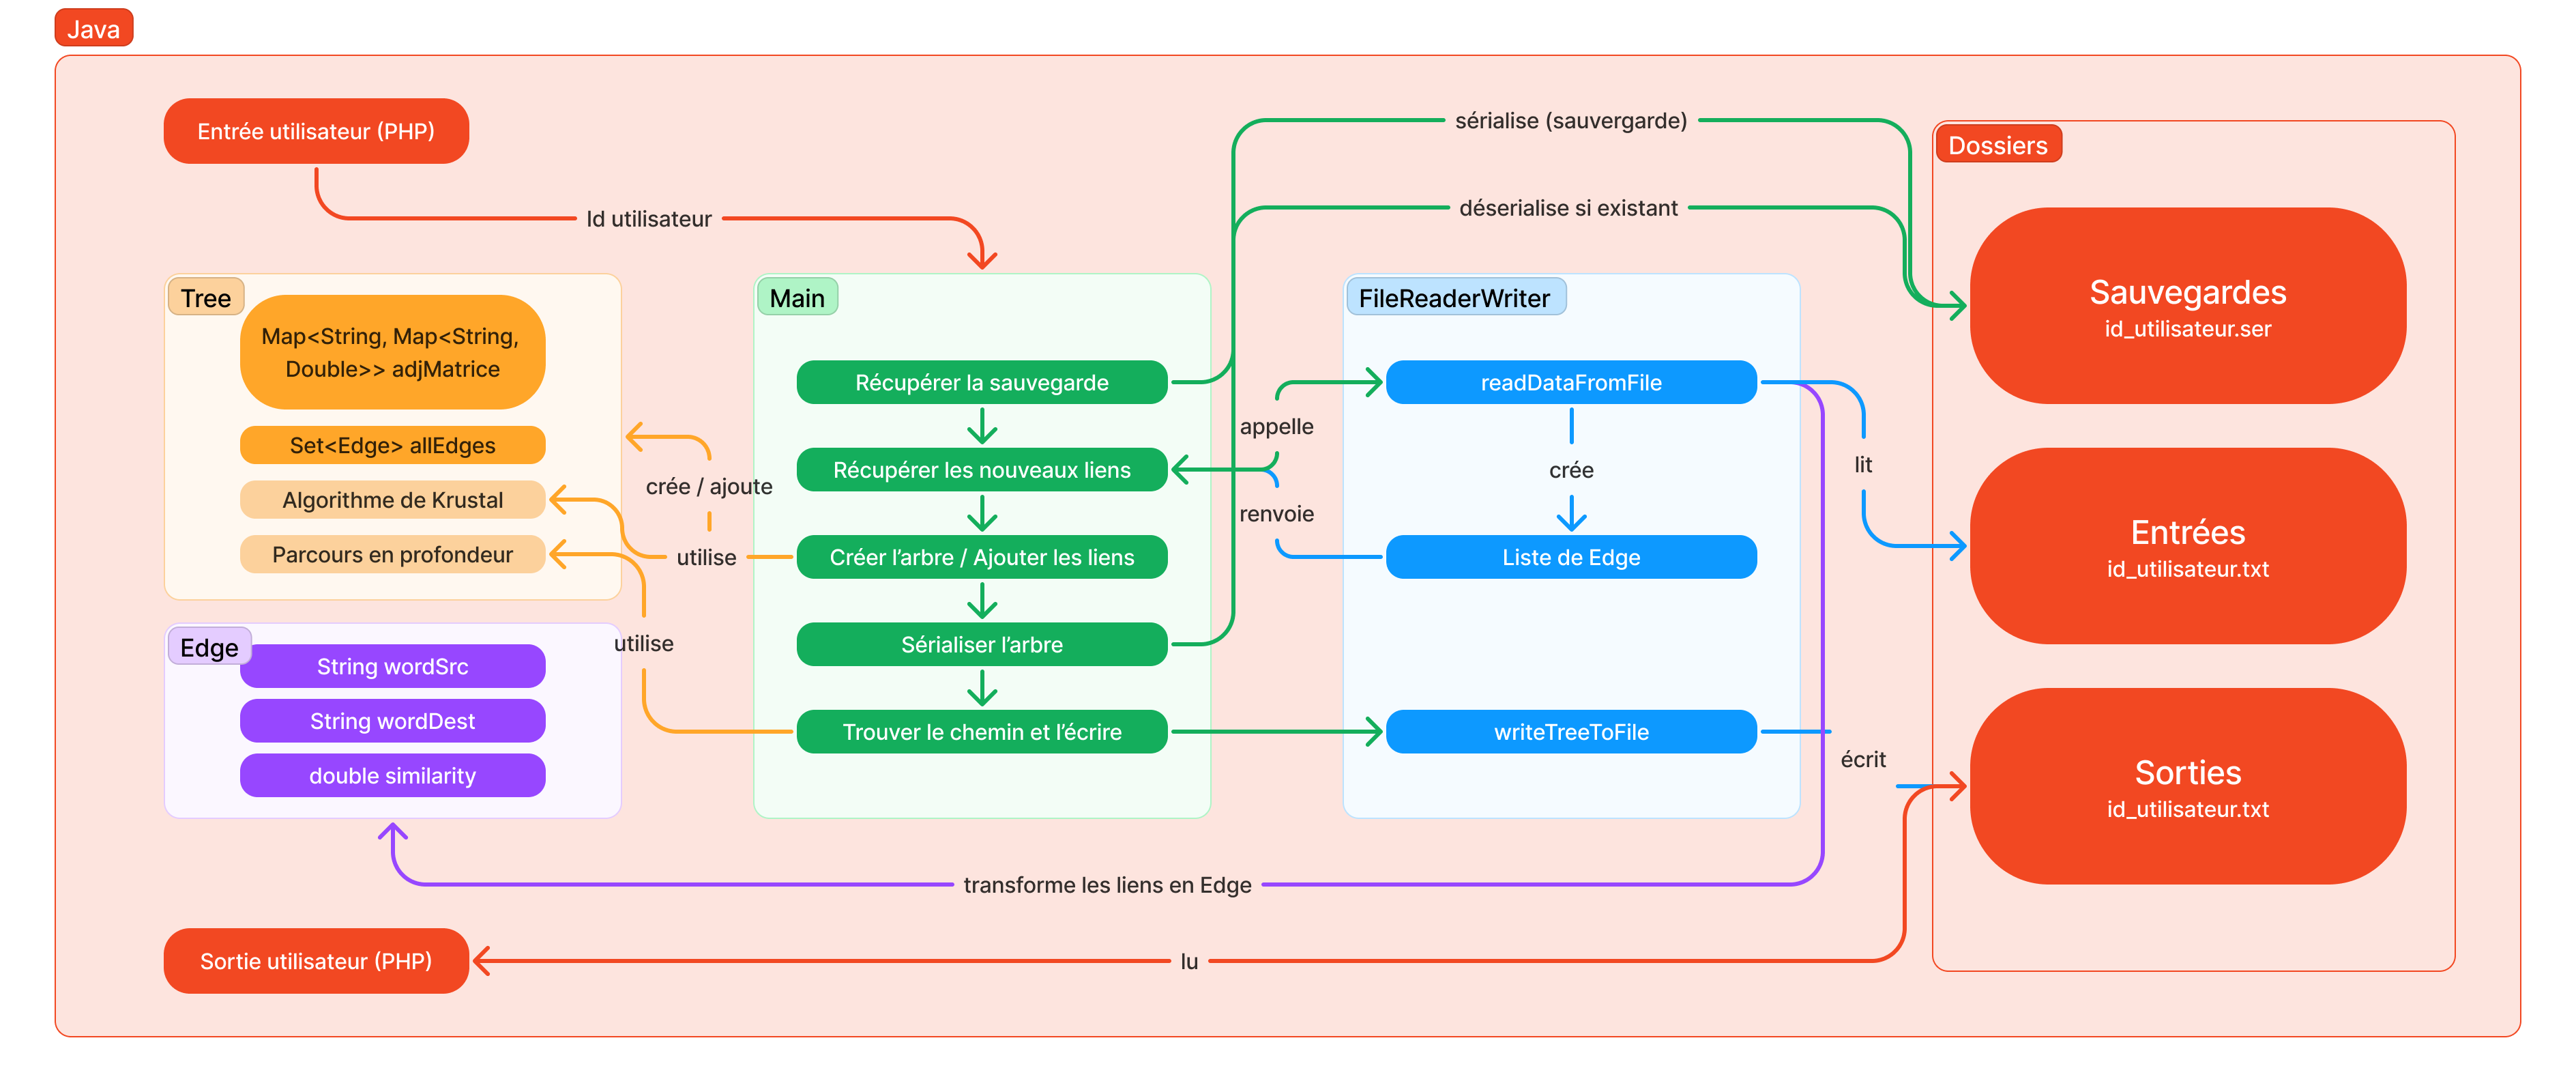 Java
Entrée utilisateur (PHP)
Id utilisateur
sérialise (sauvergarde)
déserialise si existant
Tree
Map<String, Map<String,
Double>> adjMatrice
Set<Edge> allEdges
Algorithme de Krustal
Parcours en profondeur
crée / ajoute
utilise
utilise
Edge
String wordSrc
String wordDest
double similarity
Main
Récupérer la sauvegarde
Récupérer les nouveaux liens
Créer l’arbre / Ajouter les liens
Sérialiser l’arbre
Trouver le chemin et l’écrire
appelle
renvoie
FileReaderWriter
readDataFromFile
crée
Liste de Edge
writeTreeToFile
lit
écrit
Dossiers
Sauvegardes
id_utilisateur.ser
Entrées
id_utilisateur.txt
Sorties
id_utilisateur.txt
transforme les liens en Edge
Sortie utilisateur (PHP)
lu